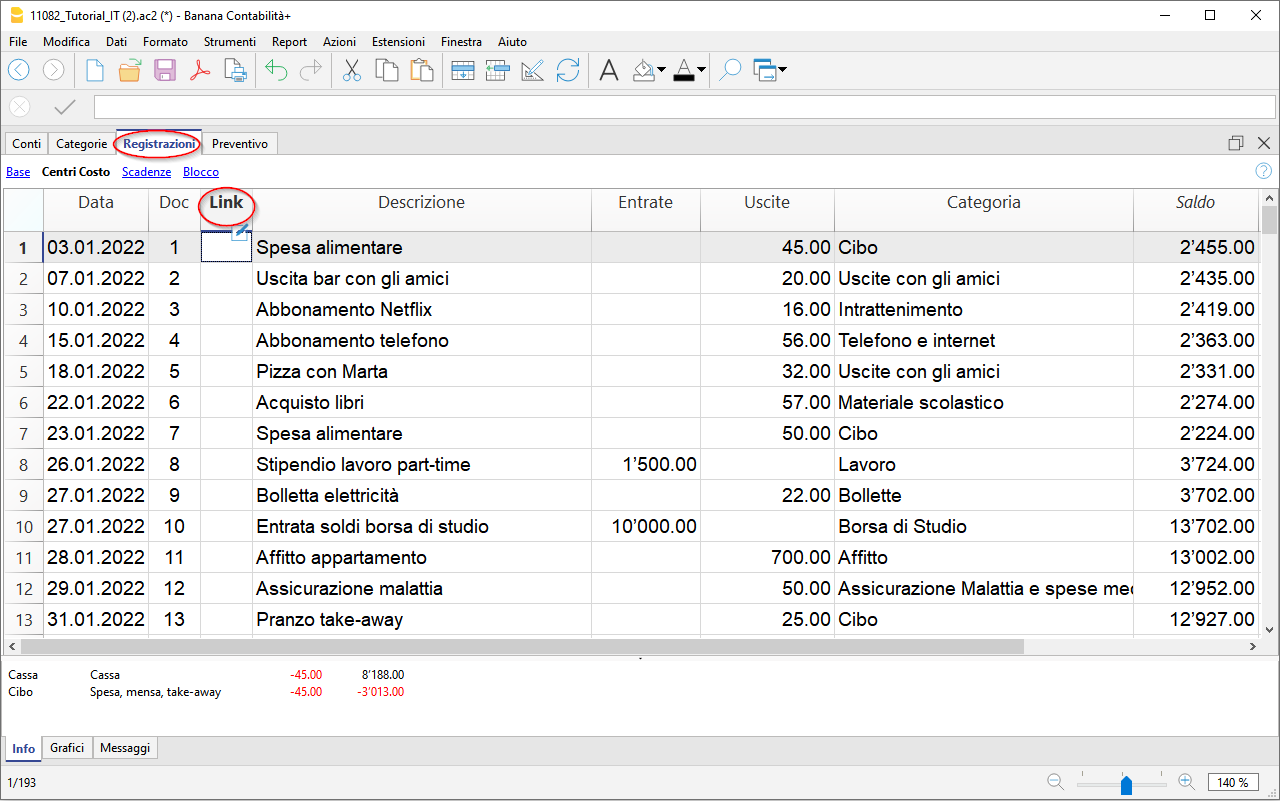 11082_Tutorial_IT (2).ac2 (*) - Banana Contabilità+
File Modifica Dati Formato Strumenti Report Azioni Estensioni Finestra Aiuto
Conti Categorie Registrazioni Preventivo
Base Centri Costo Scadenze Blocco
Data Doc Link Descrizione Entrate Uscite Categoria Saldo
1 03.01.2022 1 Spesa alimentare 45.00 Cibo 2’455.00
2 07.01.2022 2 Uscita bar con gli amici 20.00 Uscite con gli amici 2’435.00
3 10.01.2022 3 Abbonamento Netflix 16.00 Intrattenimento 2’419.00
4 15.01.2022 4 Abbonamento telefono 56.00 Telefono e internet 2’363.00
5 18.01.2022 5 Pizza con Marta 32.00 Uscite con gli amici 2’331.00
6 22.01.2022 6 Acquisto libri 57.00 Materiale scolastico 2’274.00
7 23.01.2022 7 Spesa alimentare 50.00 Cibo 2’224.00
8 26.01.2022 8 Stipendio lavoro part-time 1’500.00 Lavoro 3’724.00
9 27.01.2022 9 Bolletta elettricità 22.00 Bollette 3’702.00
10 27.01.2022 10 Entrata soldi borsa di studio 10’000.00 Borsa di Studio 13’702.00
11 28.01.2022 11 Affitto appartamento 700.00 Affitto 13’002.00
12 29.01.2022 12 Assicurazione malattia 50.00 Assicurazione Malattia e spese med 12’952.00
13 31.01.2022 13 Pranzo take-away 25.00 Cibo 12’927.00
Cassa Cassa -45.00 8’188.00
Cibo Spesa, mensa, take-away -45.00 -3’013.00
Info Grafici Messaggi
1/193 140 %